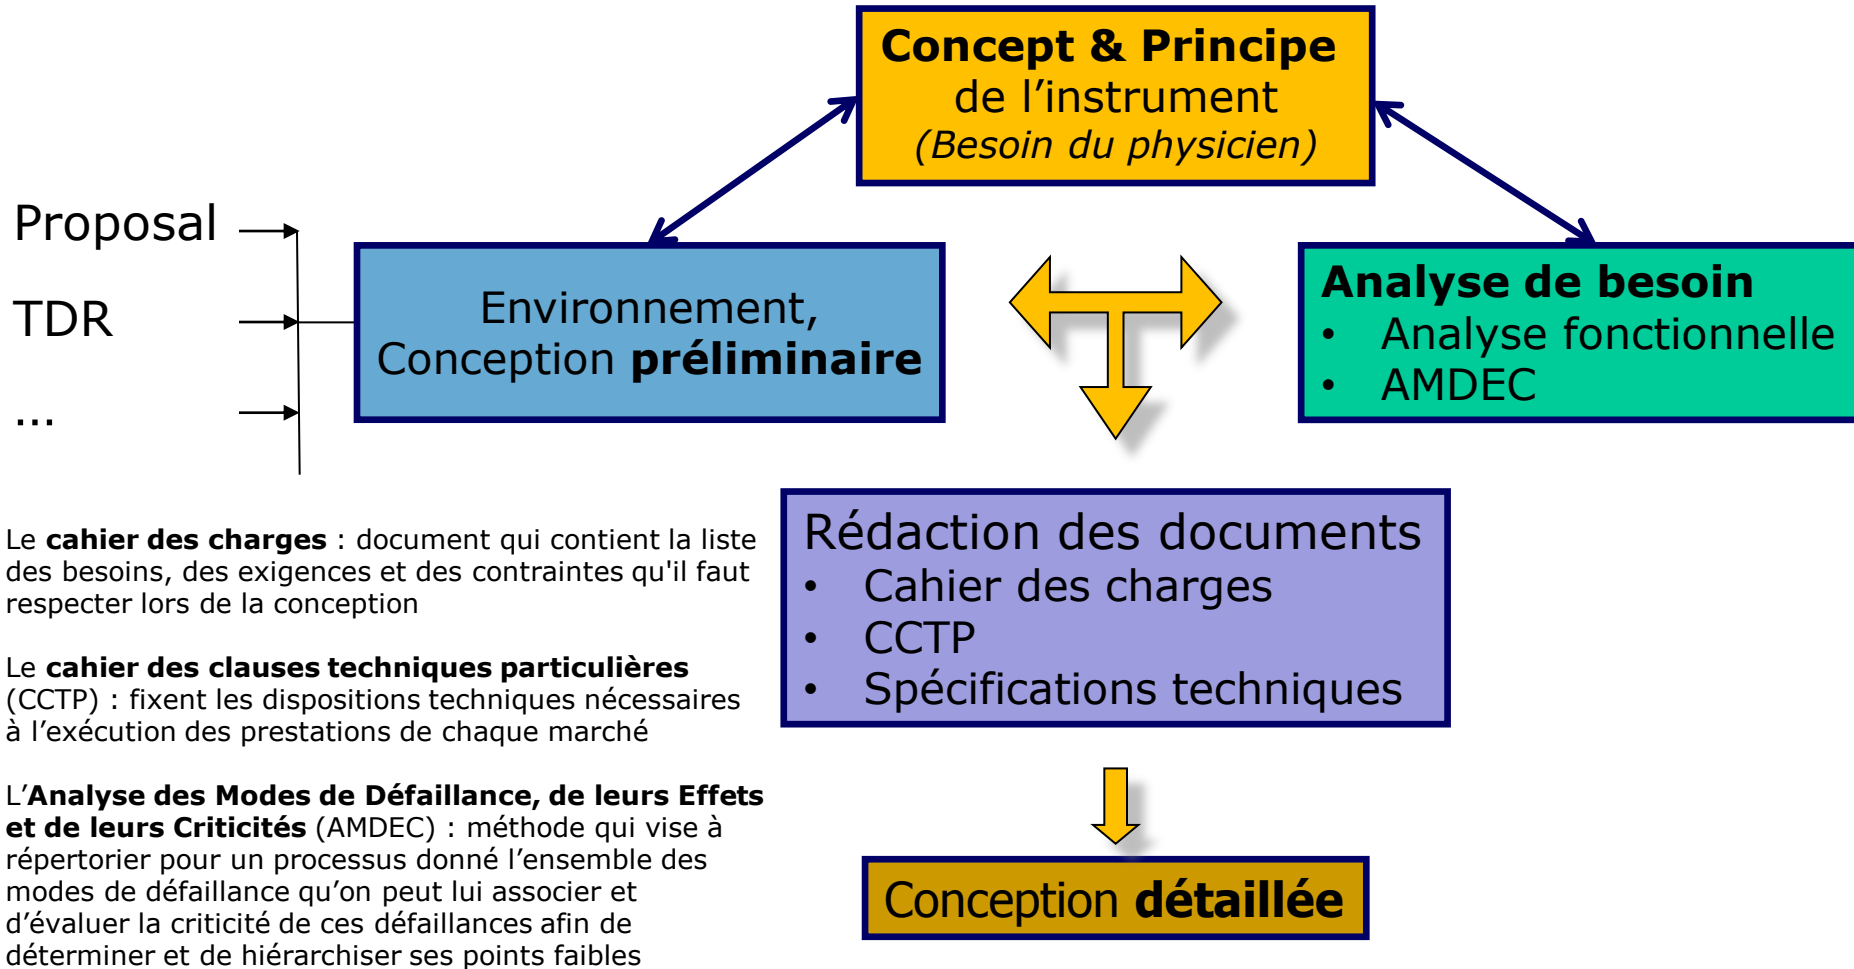 Concept & Principe
de l’instrument
(Besoin du physicien)
Proposal
TDR
...
Environnement,
Conception préliminaire
Analyse de besoin
• Analyse fonctionnelle
• AMDEC
Rédaction des documents
• Cahier des charges
• CCTP
• Spécifications techniques
Conception détaillée
Le cahier des charges : document qui contient la liste
des besoins, des exigences et des contraintes qu'il faut
respecter lors de la conception
Le cahier des clauses techniques particulières
(CCTP) : fixent les dispositions techniques nécessaires
à l’exécution des prestations de chaque marché
L’Analyse des Modes de Défaillance, de leurs Effets
et de leurs Criticités (AMDEC) : méthode qui vise à
répertorier pour un processus donné l’ensemble des
modes de défaillance qu’on peut lui associer et
d’évaluer la criticité de ces défaillances afin de
déterminer et de hiérarchiser ses points faibles